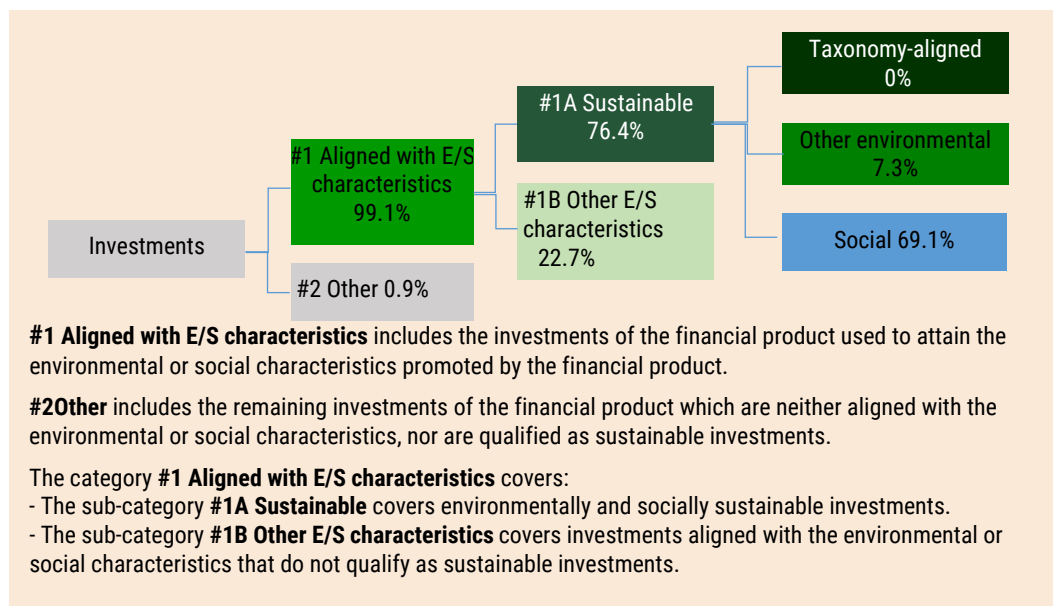 Taxonomy-aligned
0%
#1A Sustainable
76.4%
Other environmental
7.3%
#1 Aligned with E/S
characteristics
99.1%
#1B Other E/S
characteristics
22.7%
Investments
Social 69.1%
#2 Other 0.9%
#1 Aligned with E/S characteristics includes the investments of the financial product used to attain the
environmental or social characteristics promoted by the financial product.
#2Other includes the remaining investments of the financial product which are neither aligned with the
environmental or social characteristics, nor are qualified as sustainable investments.
The category #1 Aligned with E/S characteristics covers:
- The sub-category #1A Sustainable covers environmentally and socially sustainable investments.
- The sub-category #1B Other E/S characteristics covers investments aligned with the environmental or
social characteristics that do not qualify as sustainable investments.